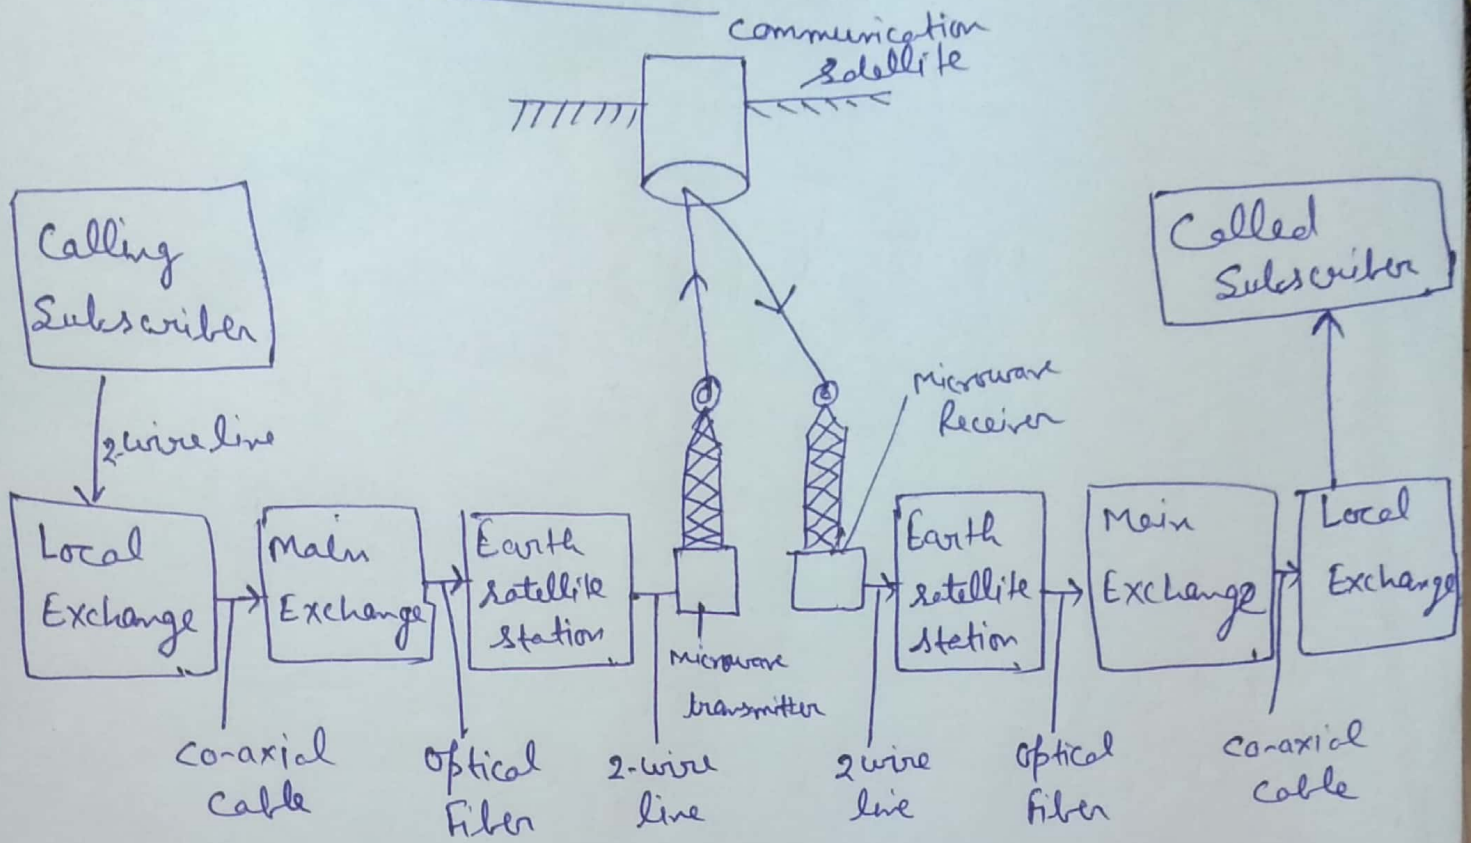 Communication
satellite
Calling
Subscriber
Called
Subscriber
2-wire line
Microwave
Receiver
Local
Exchange
Main
Exchange
Earth
satellite
station
Microwave
transmitter
Earth
satellite
station
Main
Exchange
Local
Exchange
co-axial
cable
optical
Fiber
2-wire
line
2 wire
line
optical
Fiber
co-axial
cable